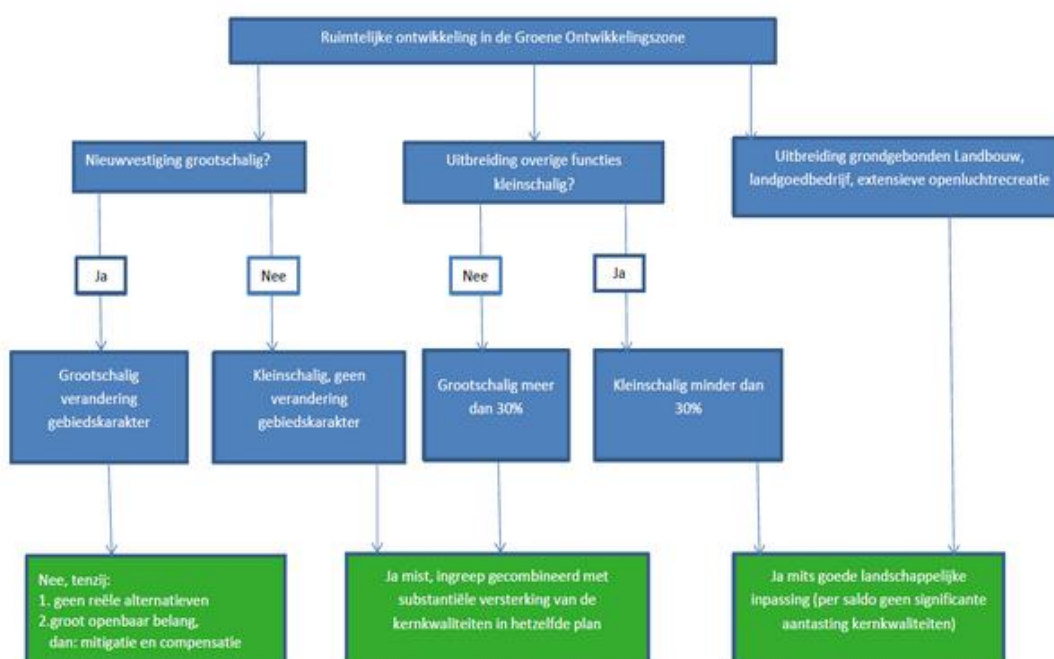 Ruimtelijke ontwikkeling in de Groene Ontwikkelingszone
Nieuwvestiging grootschalig?
Uitbreiding overige functies
kleinschalig?
Uitbreiding grondgebonden Landbouw,
landgoedbedrijf, extensieve openluchtrecreatie
Ja
Nee
Nee
Ja
Grootschalig
verandering
gebiedskarakter
Kleinschalig, geen
verandering
gebiedskarakter
Grootschalig meer
dan 30%
Kleinschalig minder dan
30%
Nee, tenzij:
1. geen reële alternatieven
2.groot openbaar belang,
dan: mitigatie en compensatie
Ja mist, ingreep gecombineerd met
substantiële versterking van de
kernkwaliteiten in hetzelfde plan
Ja mits goede landschappelijke
inpassing (per saldo geen significante
aantasting kernkwaliteiten)